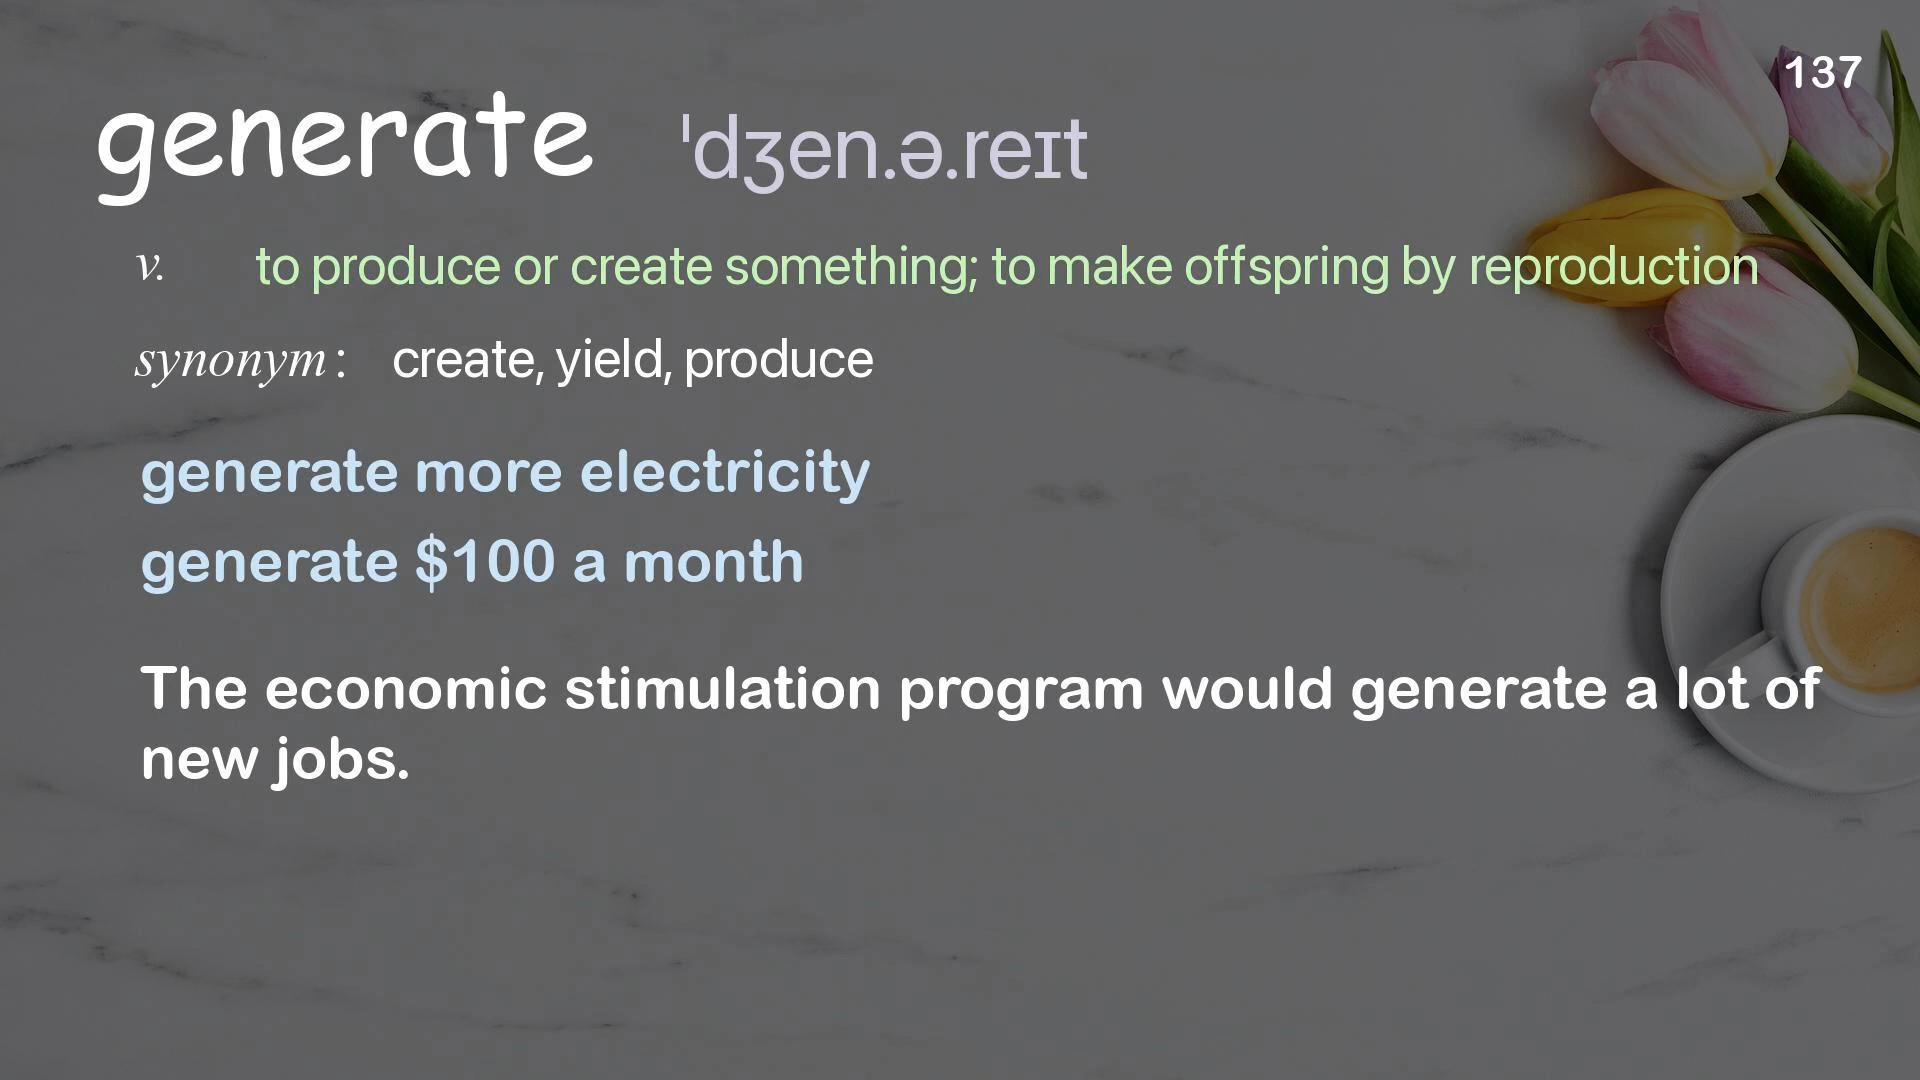 137
generate ˈdʒen.ə.reɪt
v. to produce or create something; to make offspring by reproduction
synonym : create, yield, produce
generate more electricity
generate $100 a month
The economic stimulation program would generate a lot of
new jobs.